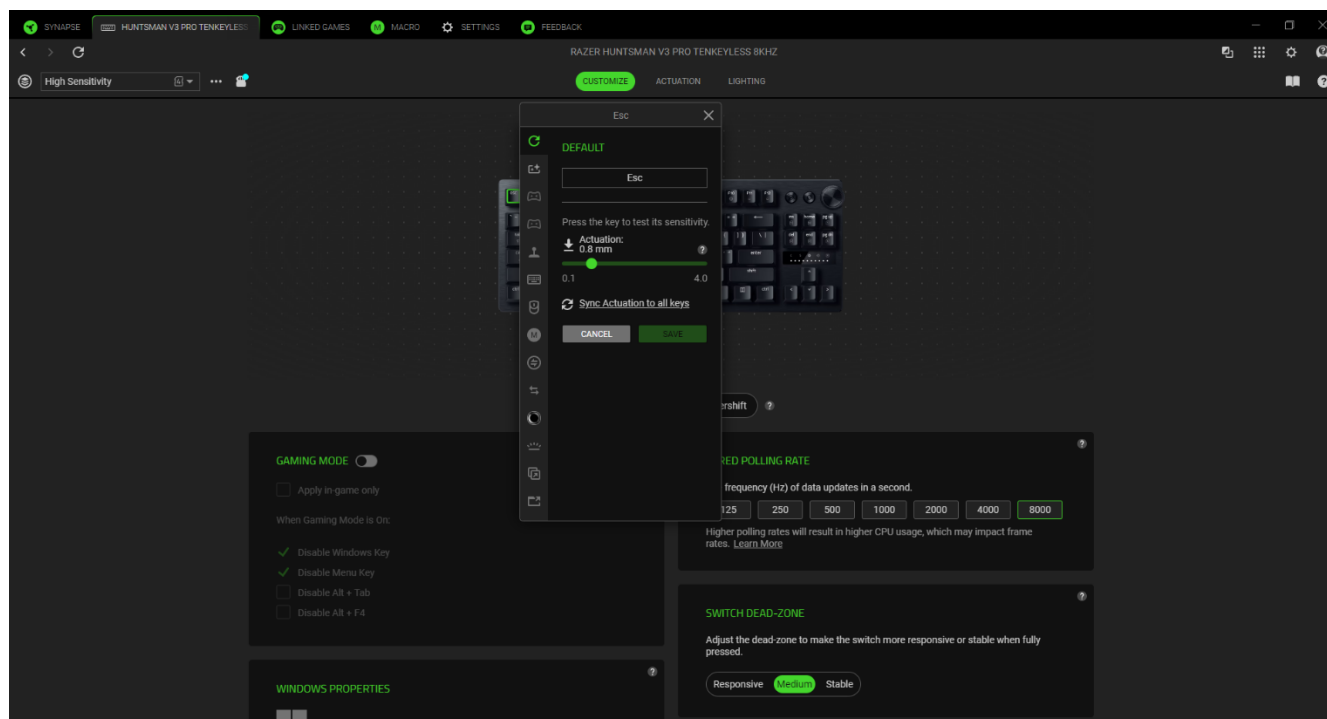 SYNAPSE
HUNTSMAN V3 PRO TENKEYLESS
LINKED GAMES
MACRO
SETTINGS
FEEDBACK
RAZER HUNTSMAN V3 PRO TENKEYLESS 8KHZ
High Sensitivity
4
CUSTOMIZE
ACTUATION
LIGHTING
Esc
DEFAULT
Esc
Press the key to test its sensitivity.
Actuation:
0.8 mm
0.1
4.0
Sync Actuation to all keys
CANCEL
SAVE
ershift
GAMING MODE
Apply in-game only
When Gaming Mode is On:
Disable Windows Key
Disable Menu Key
Disable Alt + Tab
Disable Alt + F4
WINDOWS PROPERTIES
RED POLLING RATE
frequency (Hz) of data updates in a second.
125
250
500
1000
2000
4000
8000
Higher polling rates will result in higher CPU usage, which may impact frame
rates. Learn More
SWITCH DEAD-ZONE
Adjust the dead-zone to make the switch more responsive or stable when fully
pressed.
Responsive
Medium
Stable